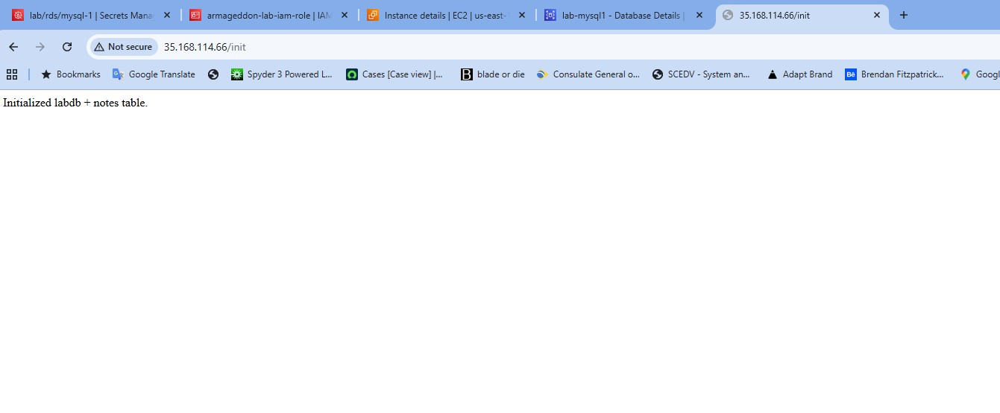 lab/rds/mysql-1 | Secrets Mana
armageddon-lab-iam-role | IAM
Instance details | EC2 | us-east-
lab-mysql1 - Database Details |
35.168.114.66/init
Not secure
35.168.114.66/init
Bookmarks
Google Translate
Spyder 3 Powered L...
Cases [Case view] |...
B
blade or die
Consulate General o...
SCEDV - System an...
Adapt Brand
Bē
Brendan Fitzpatrick...
Googl
Initialized labdb + notes table.